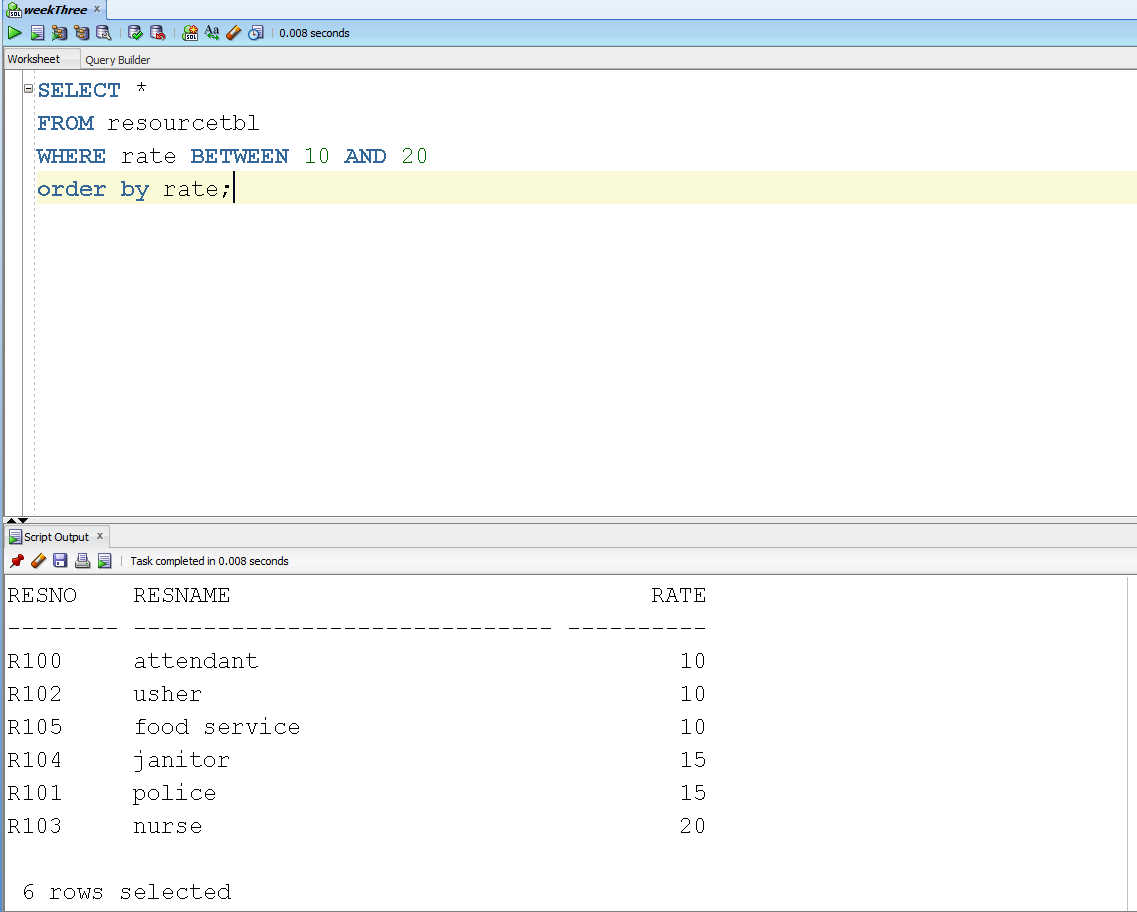 weekThree
0.008 seconds
Worksheet Query Builder
SELECT *
FROM resourcetbl
WHERE rate BETWEEN 10 AND 20
order by rate;
Script Output
Task completed in 0.008 seconds
RESNO RESNAME RATE
-------- ------------------------------ ----------
R100 attendant 10
R102 usher 10
R105 food service 10
R104 janitor 15
R101 police 15
R103 nurse 20
6 rows selected